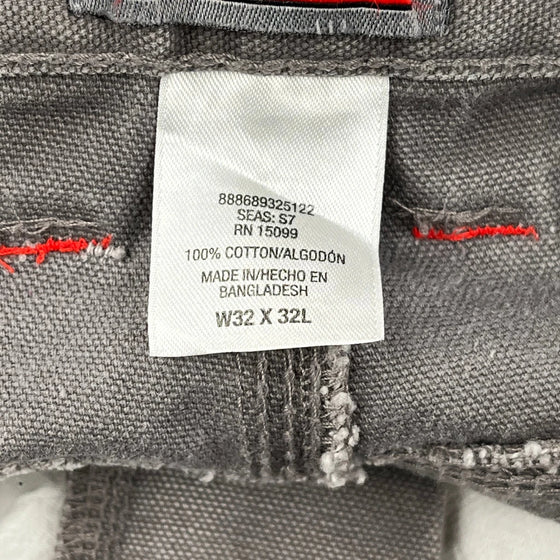 888689325122
SEAS: S7
RN 15099
100% COTTON/ALGODÓN
MADE IN/HECHO EN
BANGLADESH
W32 X 32L